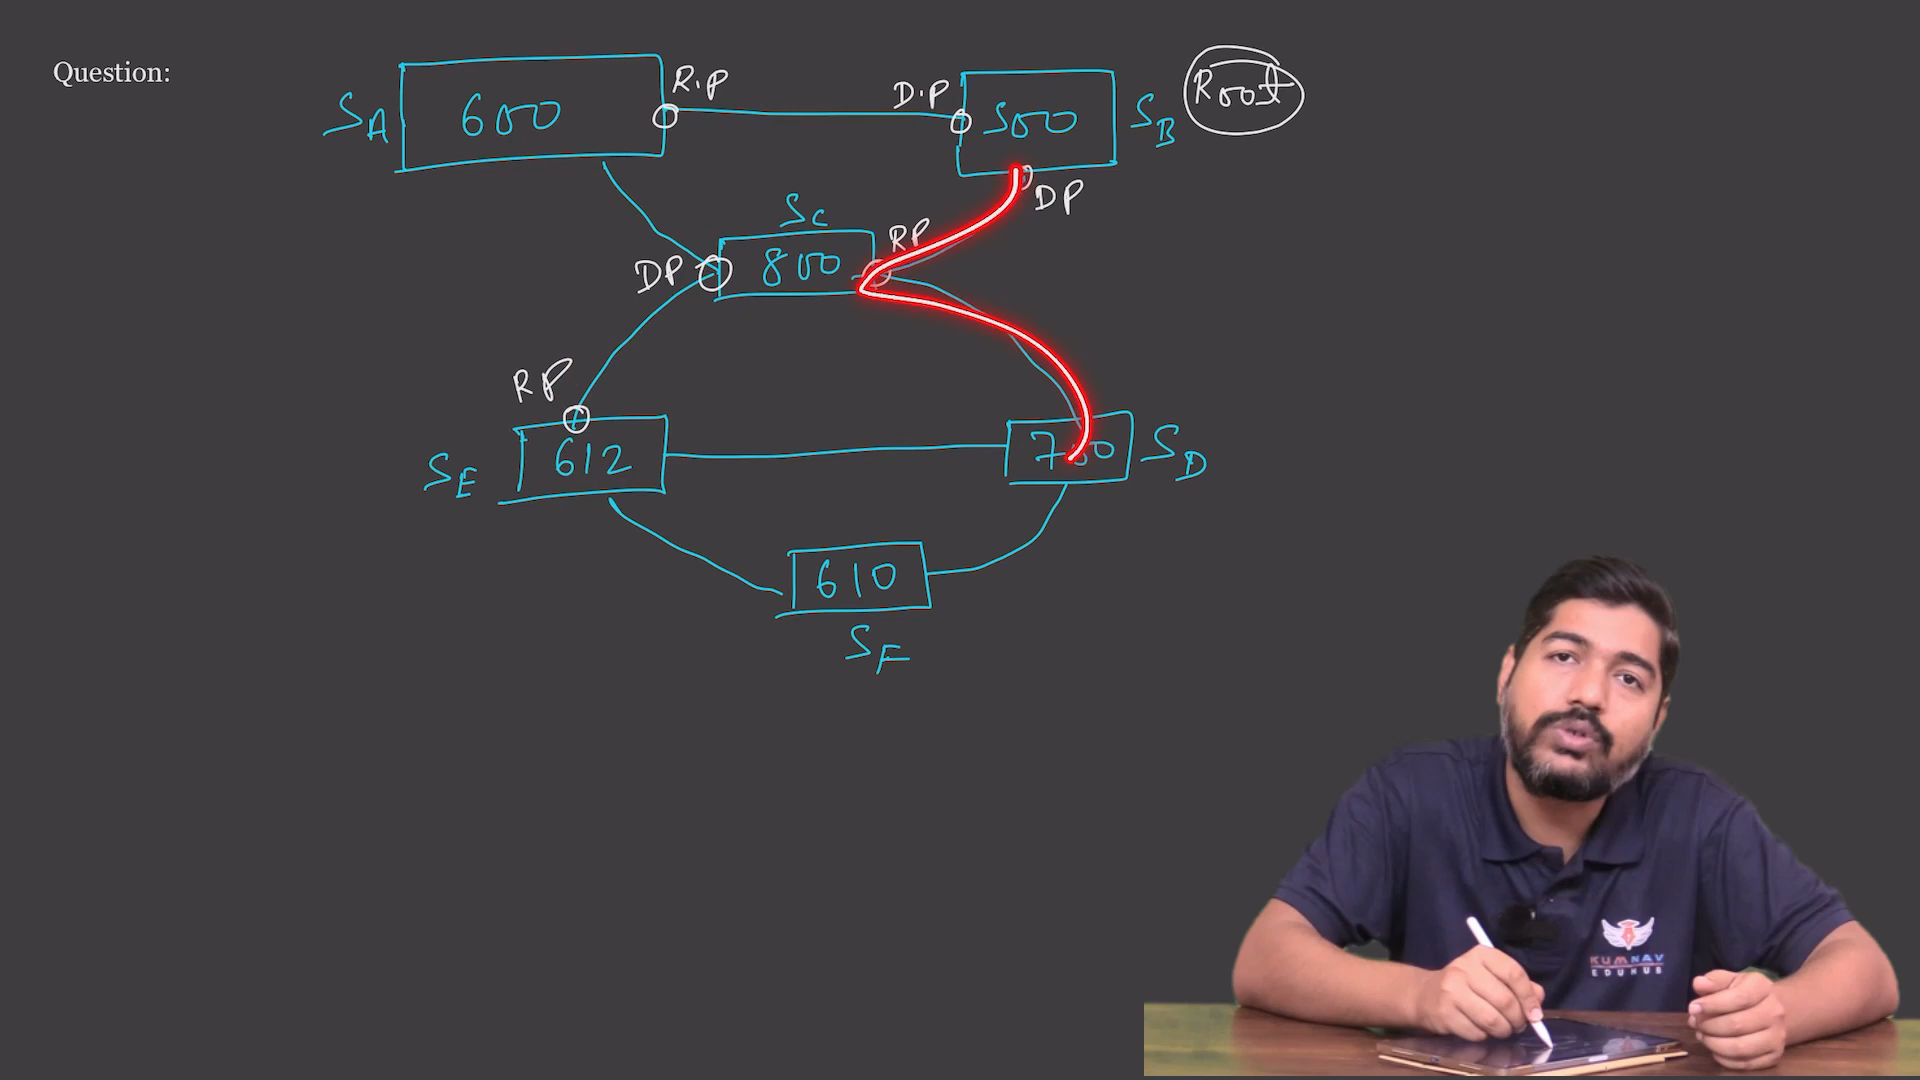 Question:
SA 600 R.P D.P 500 SB Root
DP
SC
DP 800 RP
RP
SE 612 SD
610
SF
KUMNAV
EDUHUB